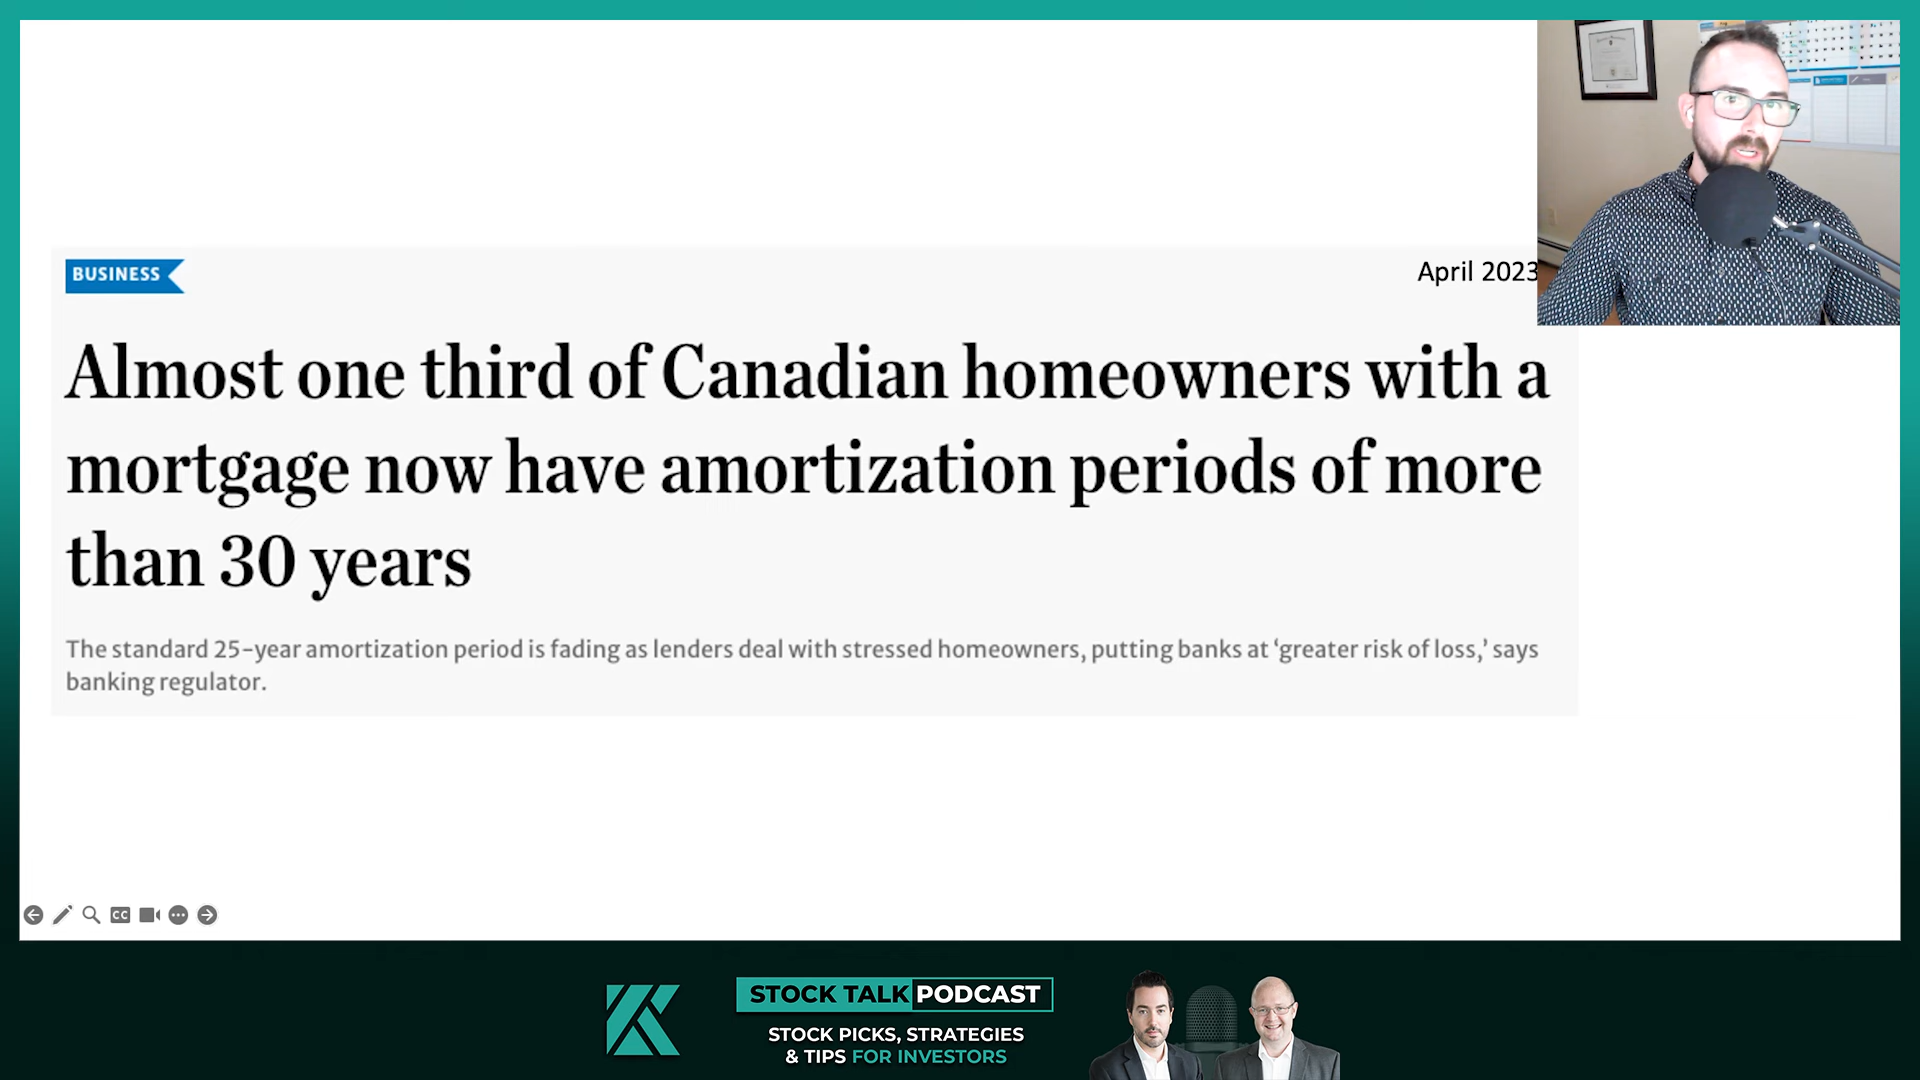 BUSINESS
April 2023
Almost one third of Canadian homeowners with a
mortgage now have amortization periods of more
than 30 years
The standard 25-year amortization period is fading as lenders deal with stressed homeowners, putting banks at ‘greater risk of loss,’ says
banking regulator.
CC
STOCK TALK PODCAST
STOCK PICKS, STRATEGIES
& TIPS FOR INVESTORS